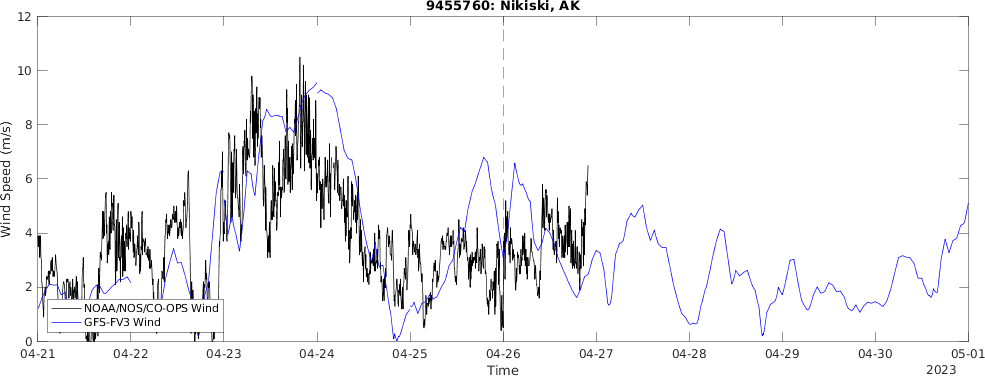 9455760: Nikiski, AK
Wind Speed (m/s)
12
10
8
6
4
2
0
NOAA/NOS/CO-OPS Wind
GFS-FV3 Wind
04-21 04-22 04-23 04-24 04-25 04-26 04-27 04-28 04-29 04-30 05-01
Time
2023